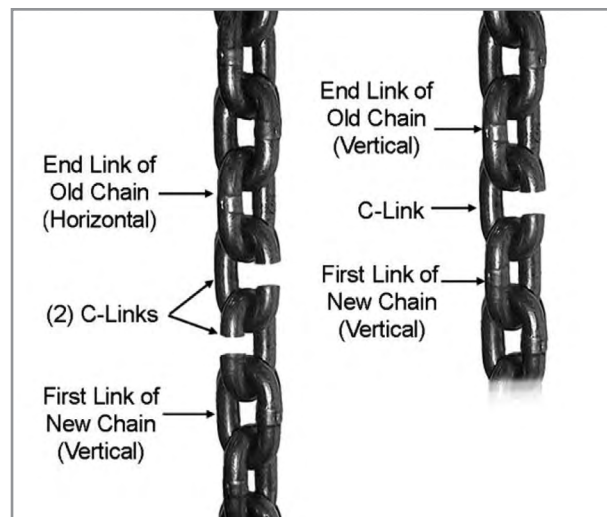 End Link of
Old Chain
(Horizontal)
(2) C-Links
First Link of
New Chain
(Vertical)
End Link of
Old Chain
(Vertical)
C-Link
First Link of
New Chain
(Vertical)